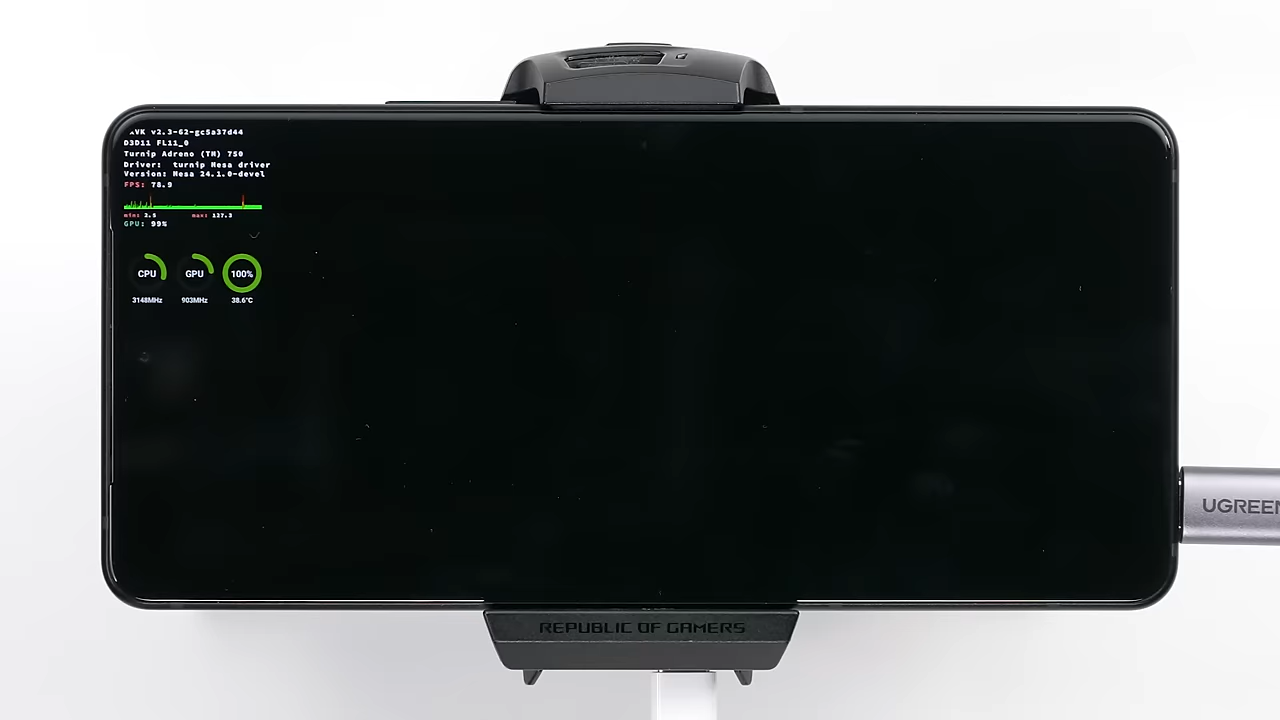 VK v2.3-62-gc5a37d44
D3D11 FL11_0
Turnip Adreno (TM) 750
Driver: turnip Mesa driver
Version: Mesa 24.1.0-devel
FPS: 78.9
min: 2.5 max: 127.3
GPU: 99%
CPU GPU 100%
3148MHz 903MHz 38.6°C
UGREEN
REPUBLIC OF GAMERS